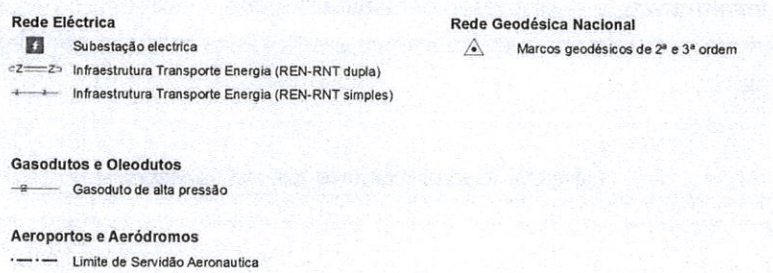 Rede Eléctrica
Subestação electrica
Infraestrutura Transporte Energia (REN-RNT dupla)
Infraestrutura Transporte Energia (REN-RNT simples)
Gasodutos e Oleodutos
Gasoduto de alta pressão
Aeroportos e Aeródromos
Limite de Servidão Aeronautica
Rede Geodésica Nacional
Marcos geodésicos de 2ª e 3ª ordem